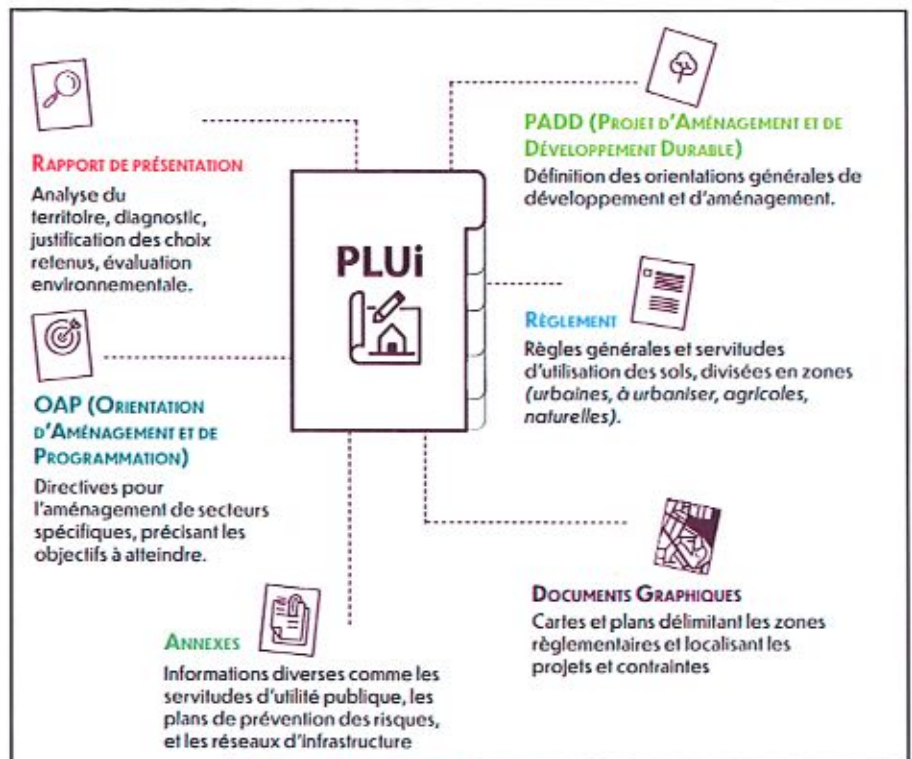 RAPPORT DE PRÉSENTATION
Analyse du
territoire, diagnostic,
justification des choix
retenus, évaluation
environnementale.
OAP (ORIENTATION
D'AMÉNAGEMENT ET DE
PROGRAMMATION)
Directives pour
l'aménagement de secteurs
spécifiques, précisant les
objectifs à atteindre.
ANNEXES
Informations diverses comme les
servitudes d'utilité publique, les
plans de prévention des risques,
et les réseaux d'infrastructure
PLUi
PADD (PROJET D'AMÉNAGEMENT ET DE
DÉVELOPPEMENT DURABLE)
Définition des orientations générales de
développement et d'aménagement.
RÈGLEMENT
Règles générales et servitudes
d'utilisation des sols, divisées en zones
(urbaines, à urbaniser, agricoles,
naturelles).
DOCUMENTS GRAPHIQUES
Cartes et plans délimitant les zones
règlementaires et localisant les
projets et contraintes